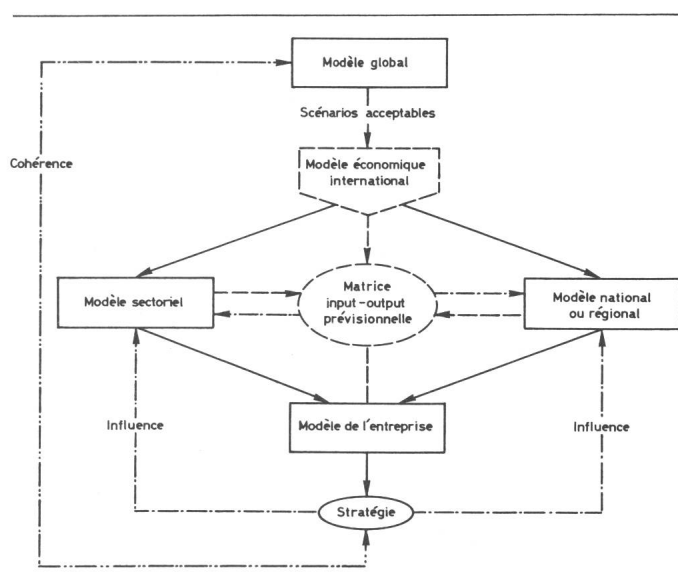 Modèle global
Scénarios acceptables
Cohérence
Modèle économique
international
Modèle sectoriel
Matrice
input-output
prévisionnelle
Modèle national
ou régional
Influence
Modèle de l'entreprise
Influence
Stratégie